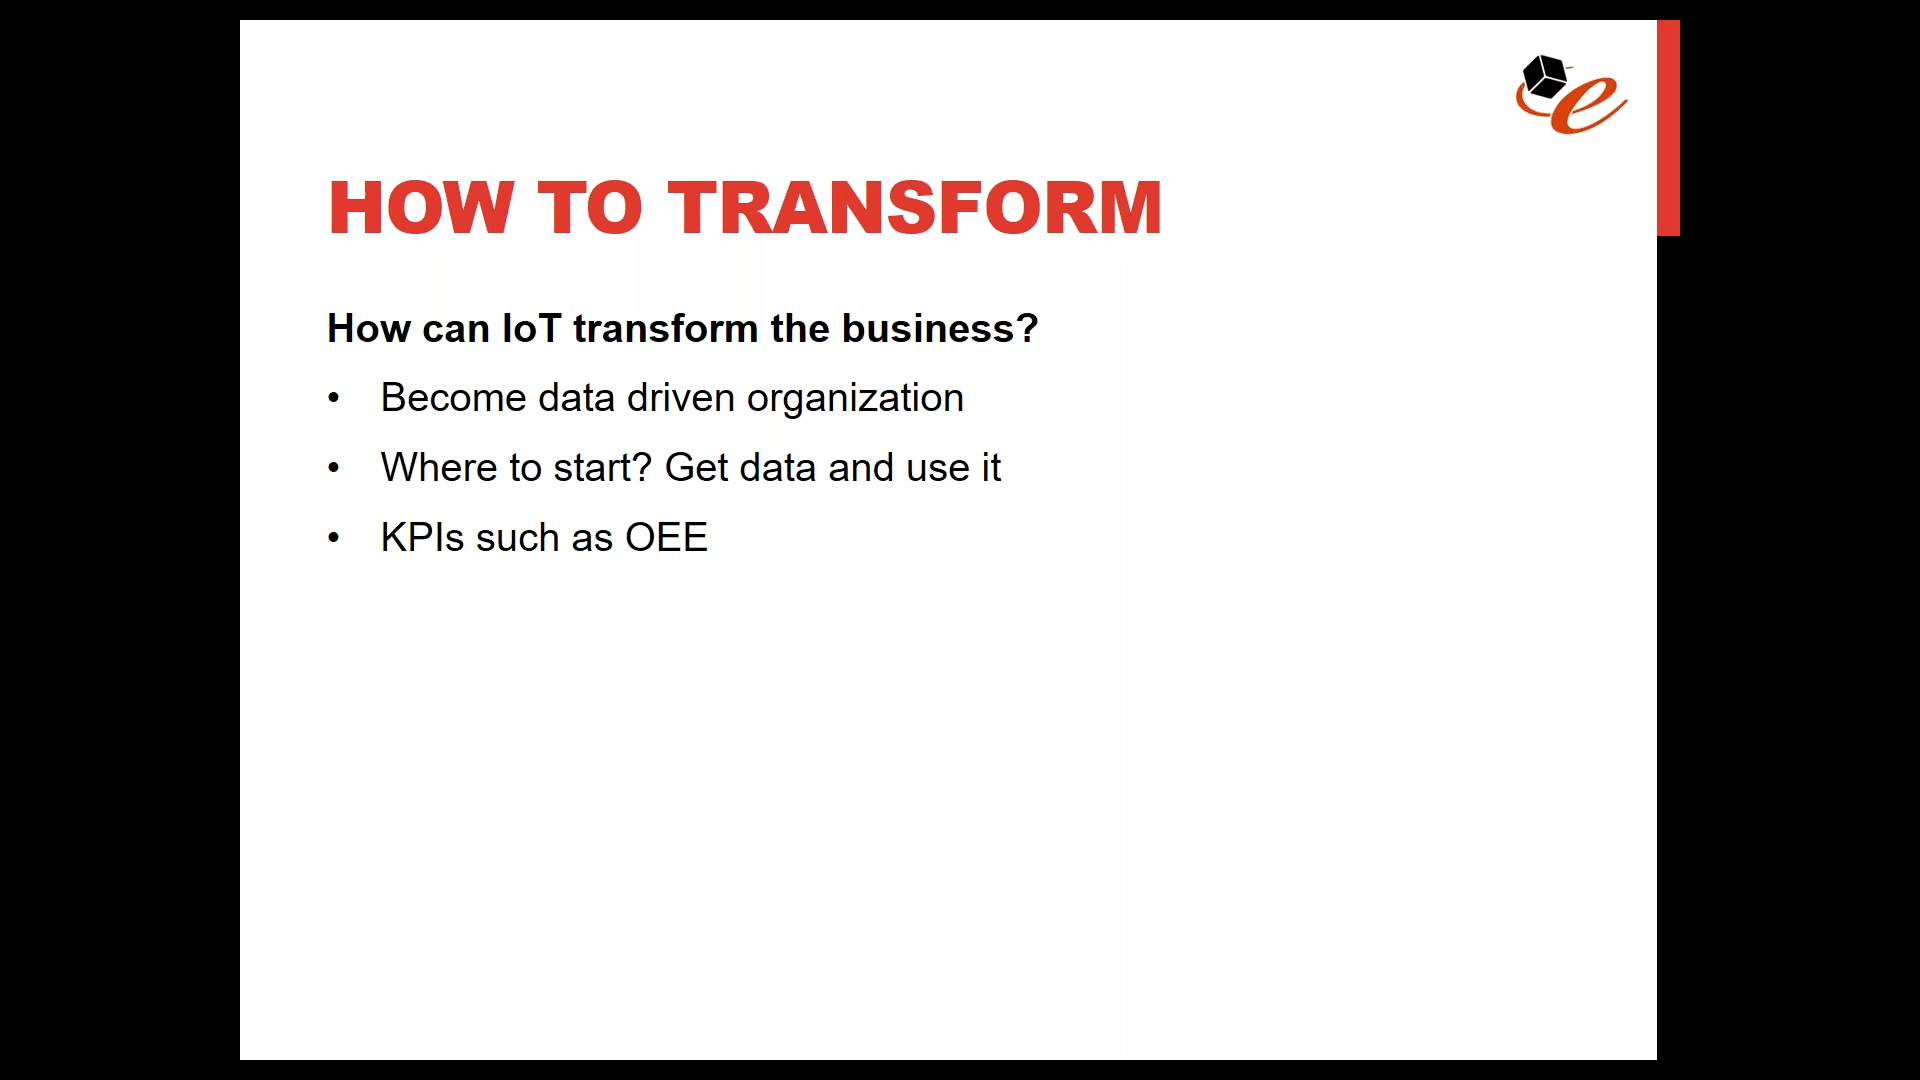 e
HOW TO TRANSFORM
How can IoT transform the business?
• Become data driven organization
• Where to start? Get data and use it
• KPIs such as OEE